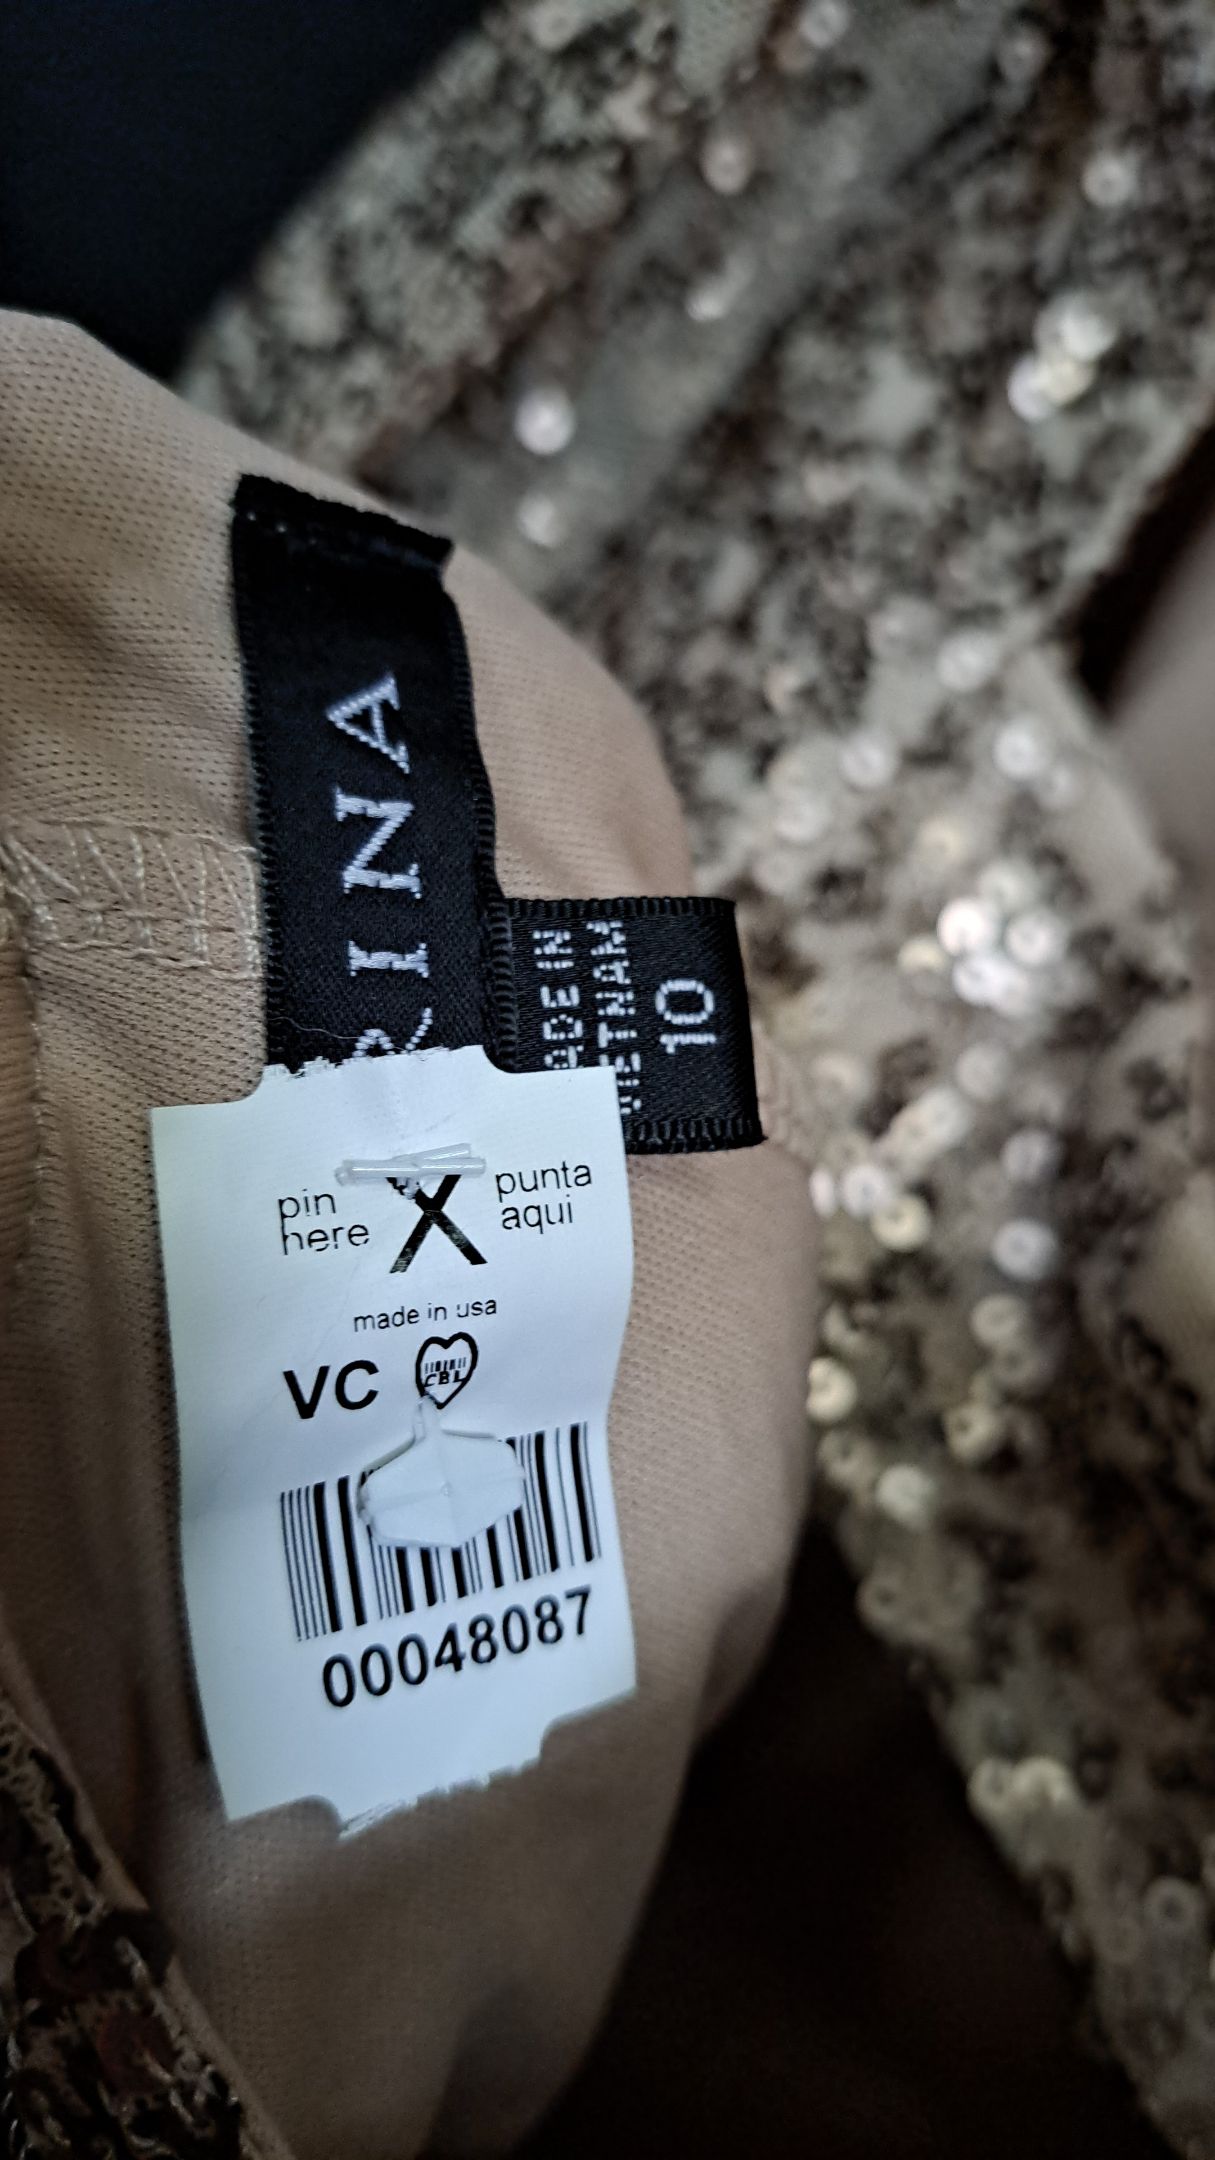 RINA
MADE IN
VIETNAM
10
pin
here
X
punta
aqui
made in usa
VC
CBL
00048087